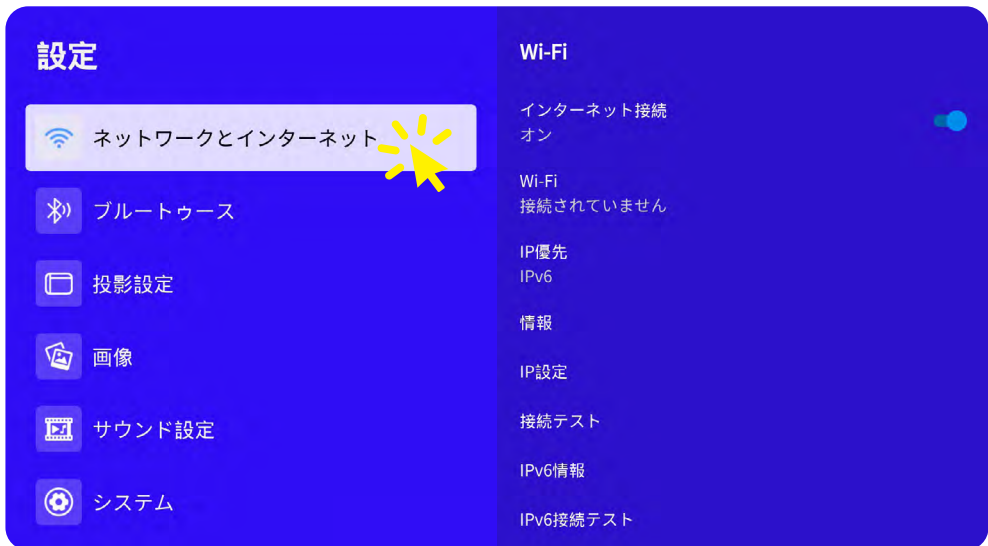 設定
ネットワークとインターネット
ブルートゥース
投影設定
画像
サウンド設定
システム
Wi-Fi
インターネット接続
オン
Wi-Fi
接続されていません
IP優先
IPv6
情報
IP設定
接続テスト
IPv6情報
IPv6接続テスト